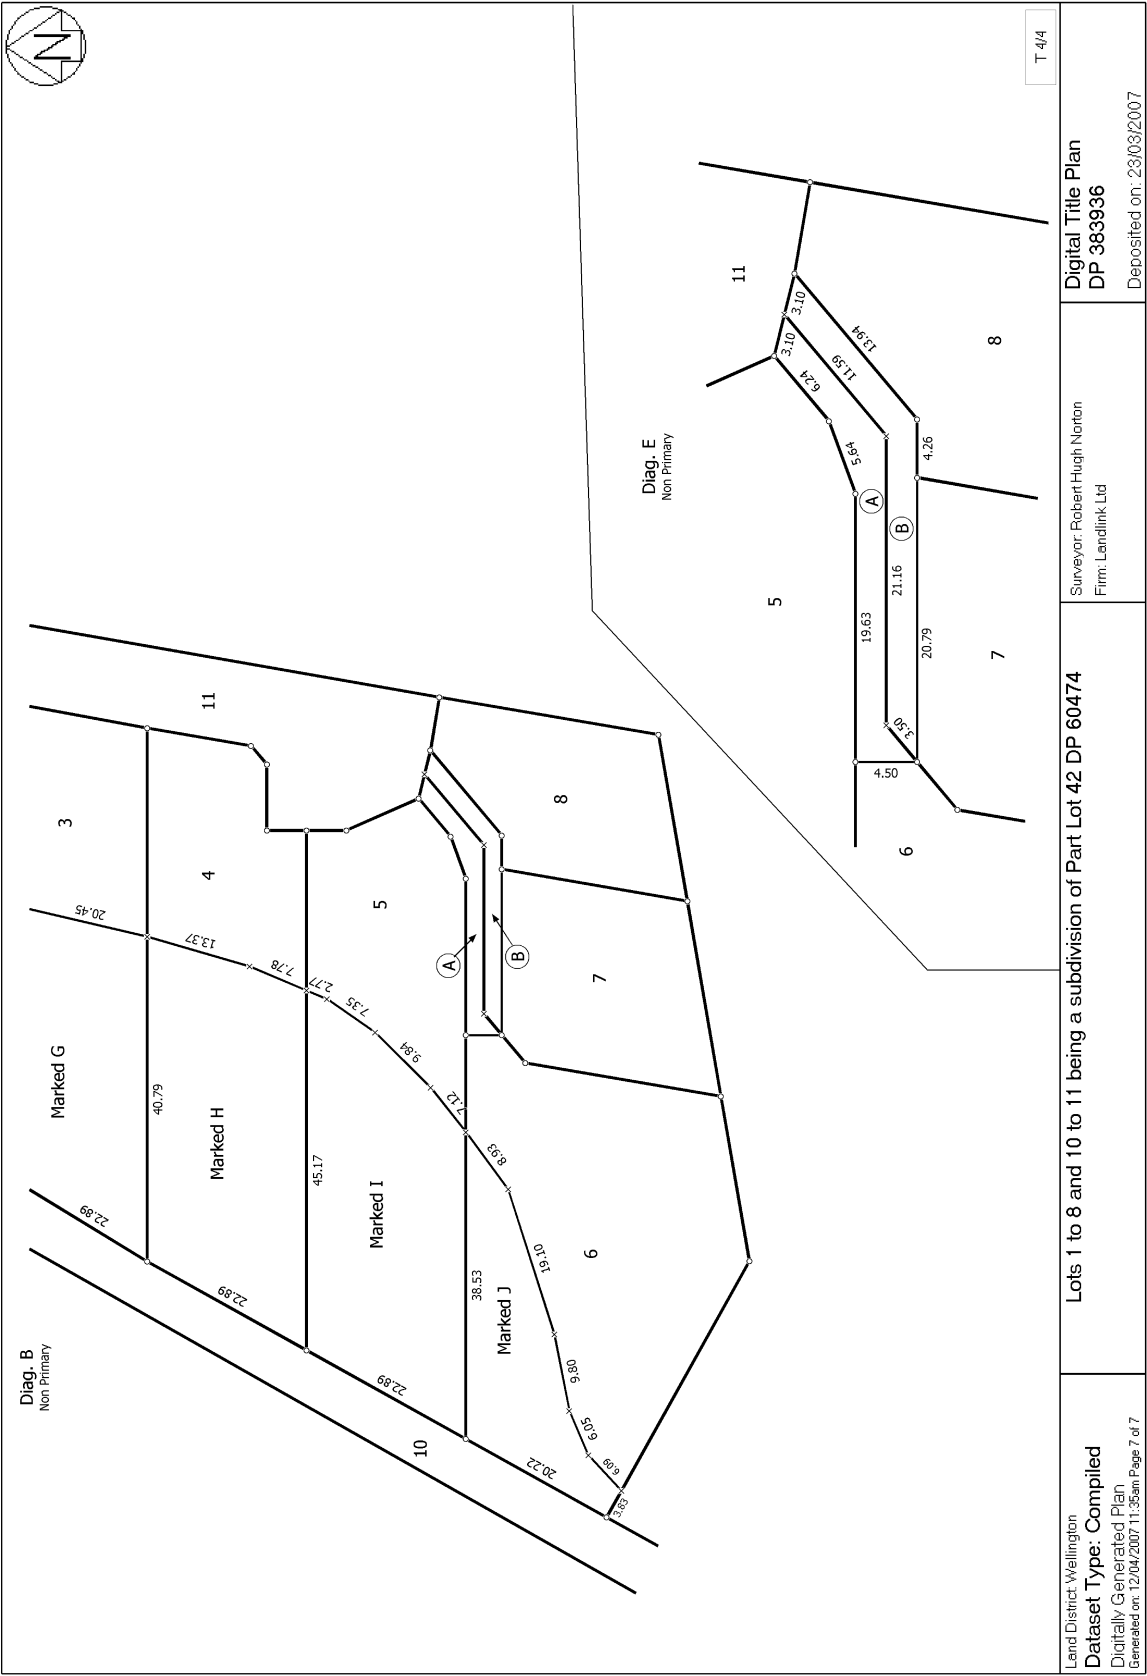 N
T 4/4
Diag. B
Non Primary
Marked G
Marked H
Marked I
Marked J
3
4
5
6
7
8
10
11
A
B
20.45
13.37
7.78
2.77
7.35
9.84
7.12
8.93
19.10
9.80
6.05
6.09
3.83
40.79
45.17
38.53
22.89
22.89
22.89
20.22
Diag. E
Non Primary
5
6
7
8
11
A
B
3.10
3.10
6.24
11.59
13.94
5.64
4.26
19.63
21.16
20.79
3.50
4.50
Land District: Wellington
Dataset Type: Compiled
Digitally Generated Plan
Generated on: 12/04/2007 11:35am Page 7 of 7
Lots 1 to 8 and 10 to 11 being a subdivision of Part Lot 42 DP 60474
Surveyor: Robert Hugh Norton
Firm: Landlink Ltd
Digital Title Plan
DP 383936
Deposited on: 23/03/2007